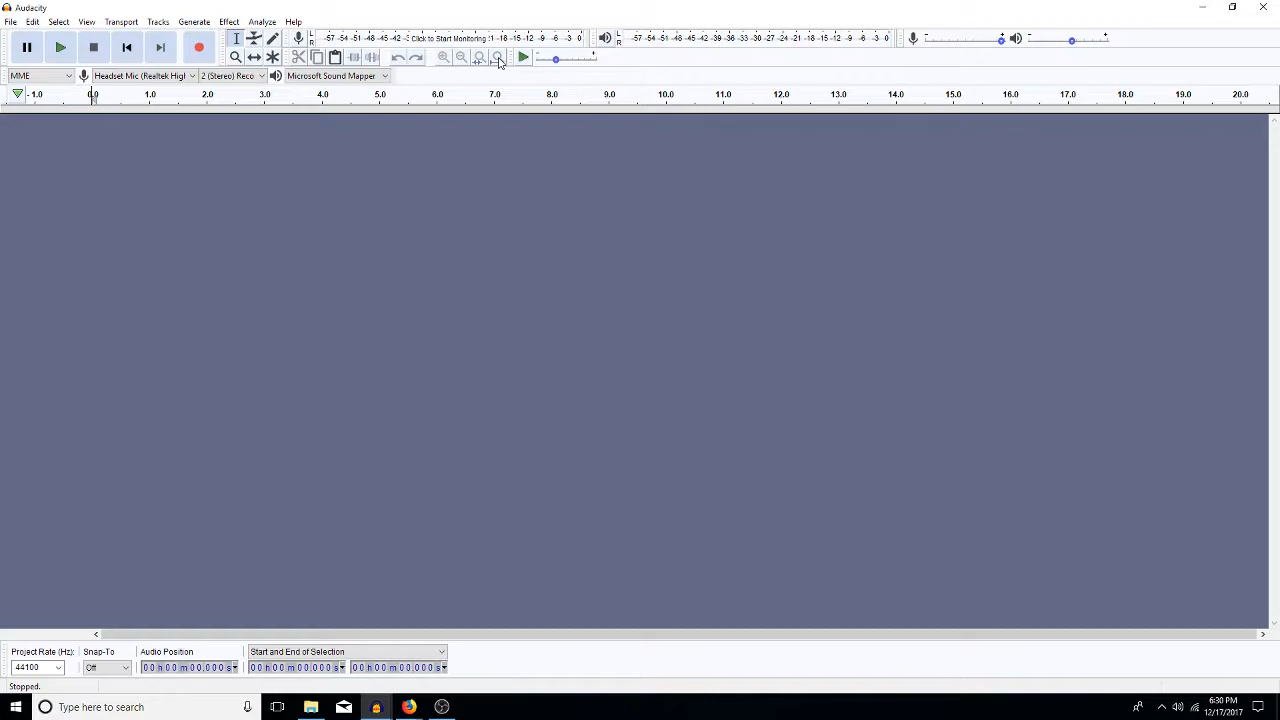 Audacity
File Edit Select View Transport Tracks Generate Effect Analyze Help
L
R
-57 -54 -51 -48 -45 -42 Click to Start Monitoring -18 -15 -12 -9 -6 -3 0
L
R
-57 -54 -51 -48 -45 -42 -39 -36 -33 -30 -27 -24 -21 -18 -15 -12 -9 -6 -3 0
MME Headset Mic (Realtek High 2 (Stereo) Reco Microsoft Sound Mapper
- 1.0 0.0 1.0 2.0 3.0 4.0 5.0 6.0 7.0 8.0 9.0 10.0 11.0 12.0 13.0 14.0 15.0 16.0 17.0 18.0 19.0 20.0
Project Rate (Hz): Snap-To Audio Position Start and End of Selection
44100 Off 00 h 00 m 00.000 s 00 h 00 m 00.000 s 00 h 00 m 00.000 s
Stopped.
Type here to search
6:30 PM
12/17/2017